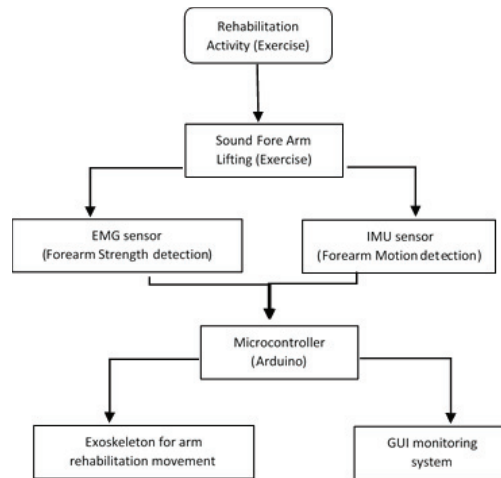 Rehabilitation
Activity (Exercise)
Sound Fore Arm
Lifting (Exercise)
EMG sensor
(Forearm Strength detection)
IMU sensor
(Forearm Motion detection)
Microcontroller
(Arduino)
Exoskeleton for arm
rehabilitation movement
GUI monitoring
system